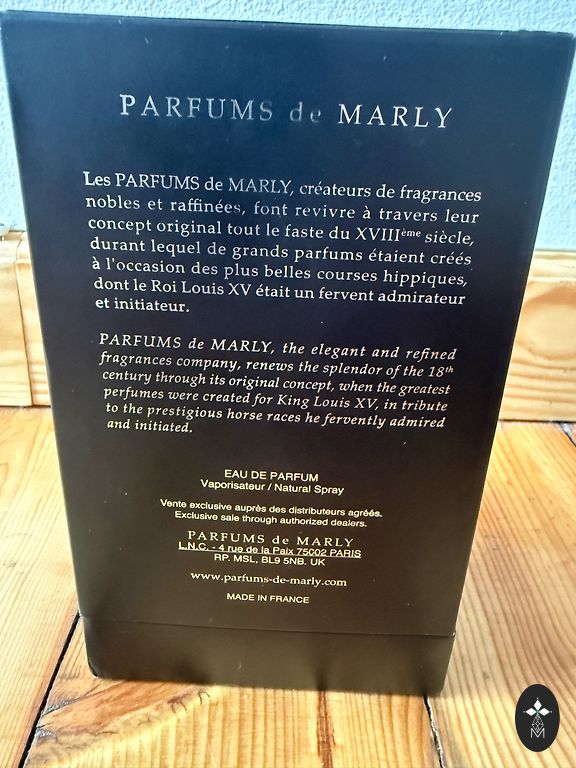 PARFUMS de MARLY
Les PARFUMS de MARLY, créateurs de fragrances
nobles et raffinées, font revivre à travers leur
concept original tout le faste du XVIIIème siècle,
durant lequel de grands parfums étaient créés
à l'occasion des plus belles courses hippiques,
dont le Roi Louis XV était un fervent admirateur
et initiateur.
PARFUMS de MARLY, the elegant and refined
fragrances company, renews the splendor of the 18th
century through its original concept, when the greatest
perfumes were created for King Louis XV, in tribute
to the prestigious horse races he fervently admired
and initiated.
EAU DE PARFUM
Vaporisateur / Natural Spray
Vente exclusive auprès des distributeurs agréés.
Exclusive sale through authorized dealers.
PARFUMS de MARLY
L.N.C. - 4 rue de la Paix 75002 PARIS
RP. MSL, BL9 5NB. UK
www.parfums-de-marly.com
MADE IN FRANCE
M